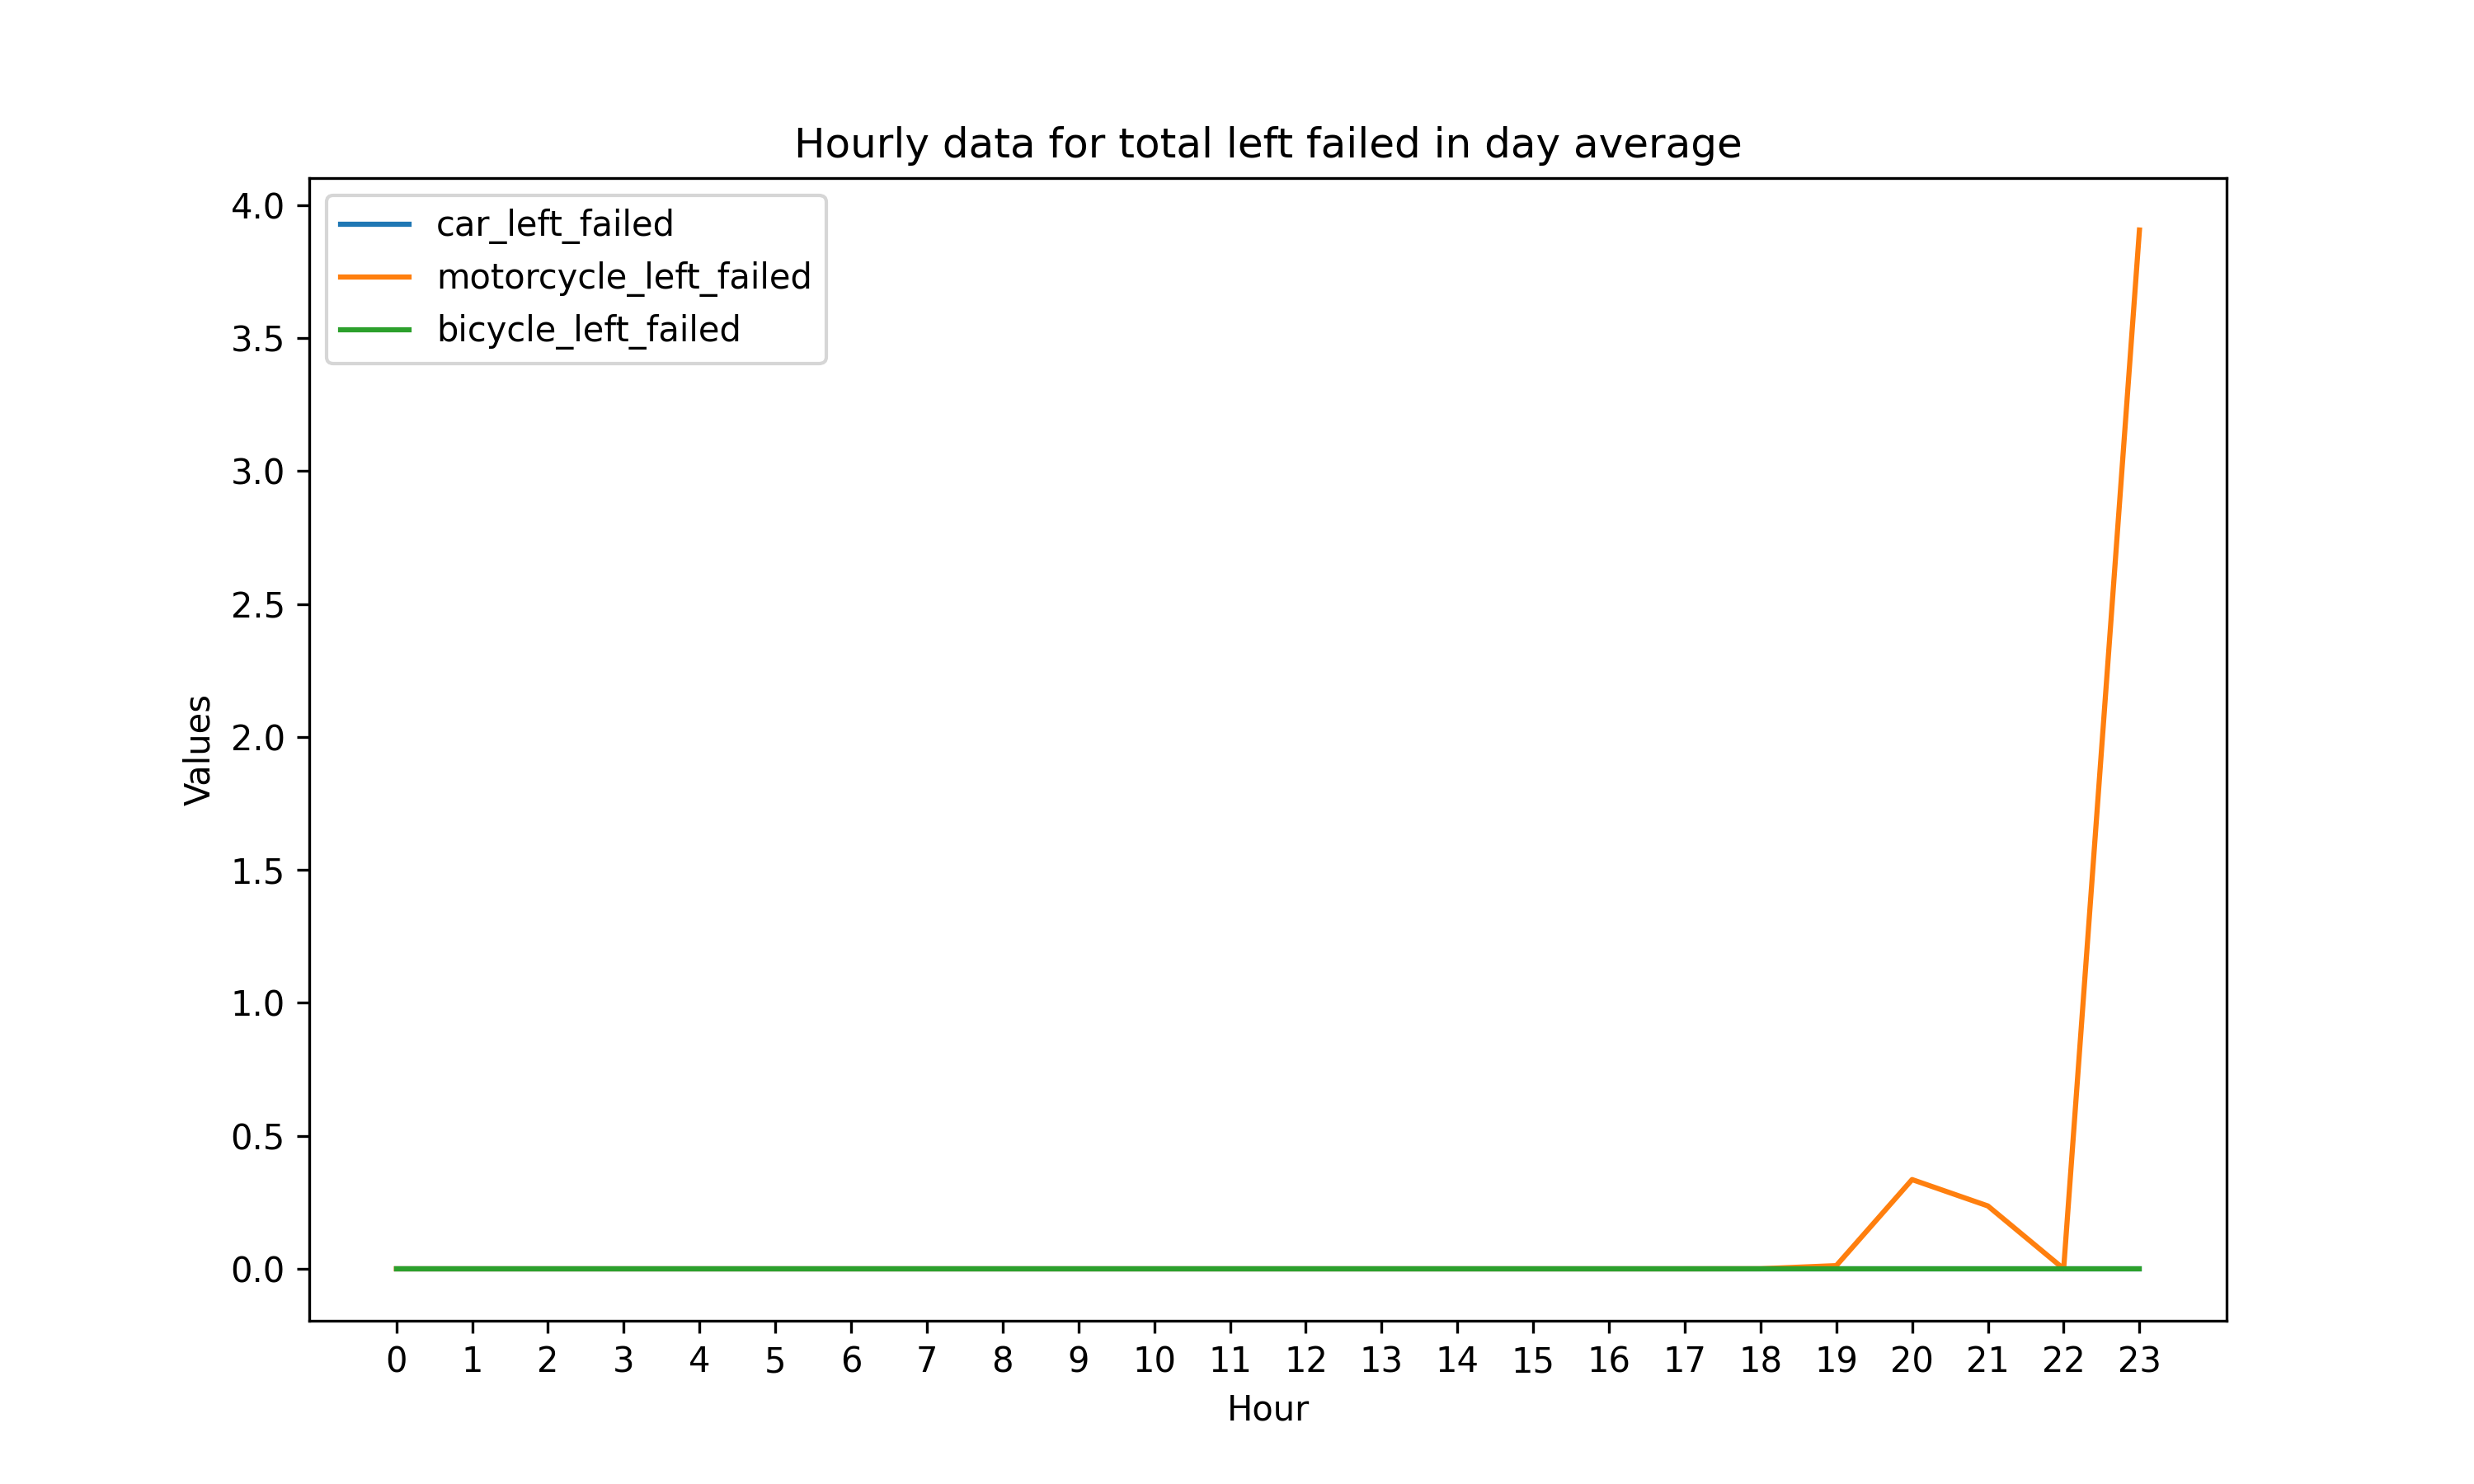 Hourly data for total left failed in day average
car_left_failed
motorcycle_left_failed
bicycle_left_failed
4.0
3.5
3.0
2.5
2.0
1.5
1.0
0.5
0.0
Values
0 1 2 3 4 5 6 7 8 9 10 11 12 13 14 15 16 17 18 19 20 21 22 23
Hour